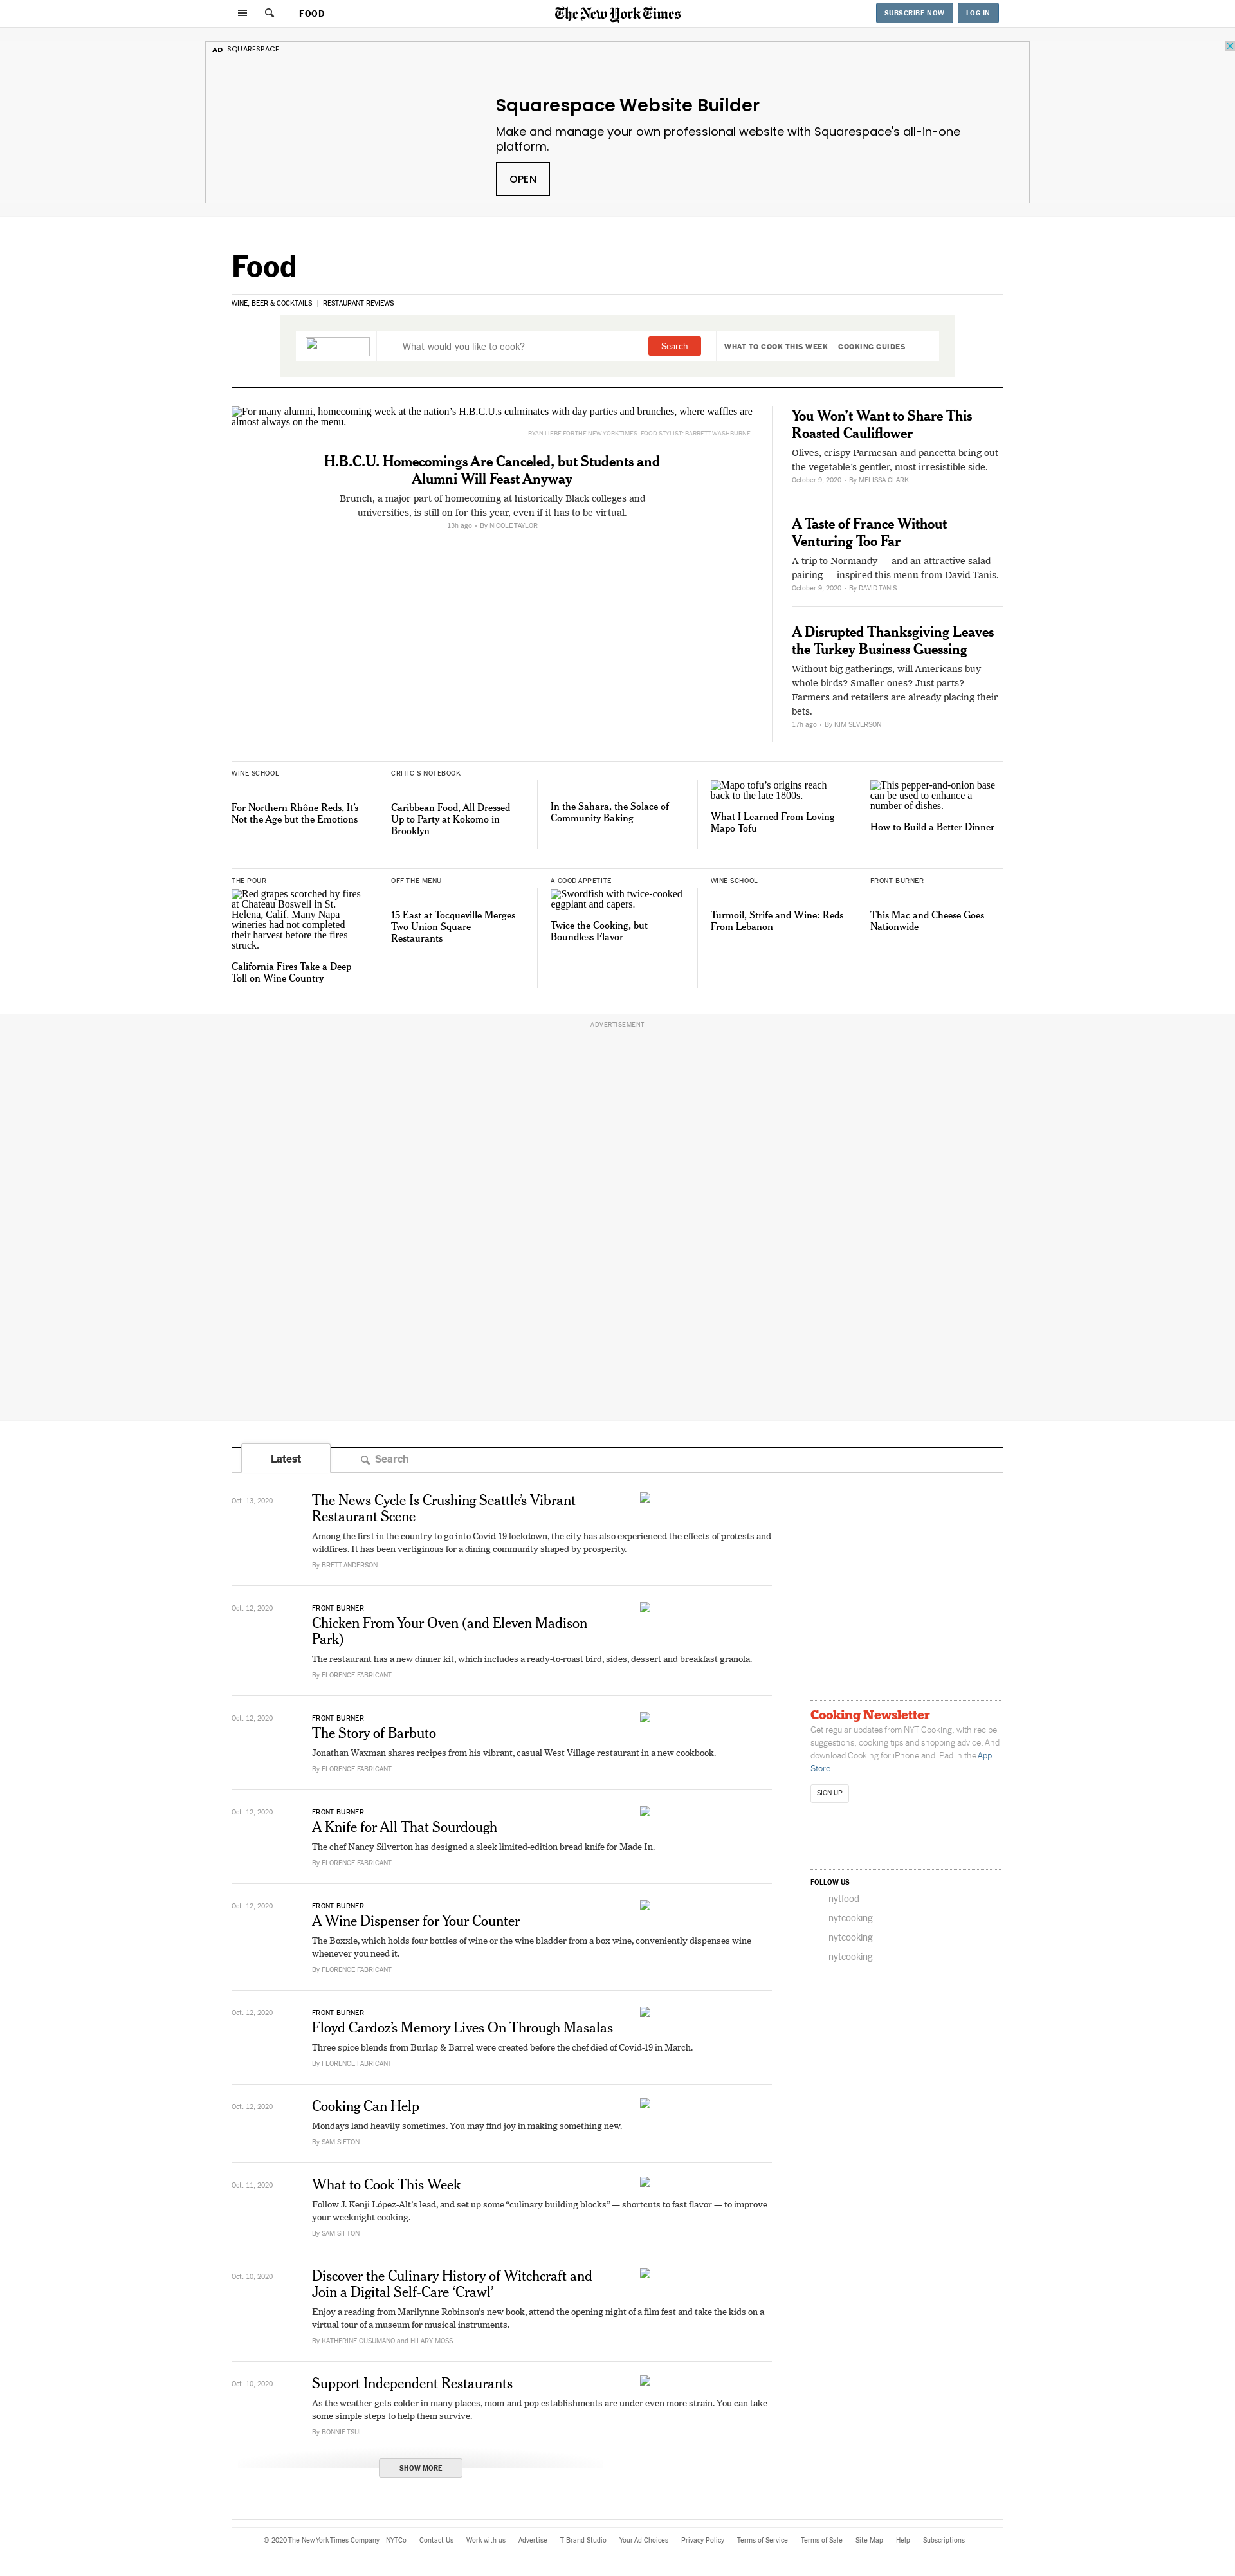 FOOD
The New York Times
SUBSCRIBE NOW
LOG IN
AD SQUARESPACE
Squarespace Website Builder
Make and manage your own professional website with Squarespace's all-in-one
platform.
OPEN
Food
WINE, BEER & COCKTAILS
RESTAURANT REVIEWS
What would you like to cook?
Search
WHAT TO COOK THIS WEEK
COOKING GUIDES
For many alumni, homecoming week at the nation’s H.B.C.U.s culminates with day parties and brunches, where waffles are
almost always on the menu.
RYAN LIEBE FOR THE NEW YORK TIMES. FOOD STYLIST: BARRETT WASHBURNE.
H.B.C.U. Homecomings Are Canceled, but Students and
Alumni Will Feast Anyway
Brunch, a major part of homecoming at historically Black colleges and
universities, is still on for this year, even if it has to be virtual.
13h ago - By NICOLE TAYLOR
You Won’t Want to Share This
Roasted Cauliflower
Olives, crispy Parmesan and pancetta bring out
the vegetable’s gentler, most irresistible side.
October 9, 2020 - By MELISSA CLARK
A Taste of France Without
Venturing Too Far
A trip to Normandy — and an attractive salad
pairing — inspired this menu from David Tanis.
October 9, 2020 - By DAVID TANIS
A Disrupted Thanksgiving Leaves
the Turkey Business Guessing
Without big gatherings, will Americans buy
whole birds? Smaller ones? Just parts?
Farmers and retailers are already placing their
bets.
17h ago - By KIM SEVERSON
WINE SCHOOL
For Northern Rhône Reds, It’s
Not the Age but the Emotions
CRITIC’S NOTEBOOK
Caribbean Food, All Dressed
Up to Party at Kokomo in
Brooklyn
In the Sahara, the Solace of
Community Baking
Mapo tofu’s origins reach
back to the late 1800s.
What I Learned From Loving
Mapo Tofu
This pepper-and-onion base
can be used to enhance a
number of dishes.
How to Build a Better Dinner
THE POUR
Red grapes scorched by fires
at Chateau Boswell in St.
Helena, Calif. Many Napa
wineries had not completed
their harvest before the fires
struck.
California Fires Take a Deep
Toll on Wine Country
OFF THE MENU
15 East at Tocqueville Merges
Two Union Square
Restaurants
A GOOD APPETITE
Swordfish with twice-cooked
eggplant and capers.
Twice the Cooking, but
Boundless Flavor
WINE SCHOOL
Turmoil, Strife and Wine: Reds
From Lebanon
FRONT BURNER
This Mac and Cheese Goes
Nationwide
ADVERTISEMENT
Latest
Search
Oct. 13, 2020
The News Cycle Is Crushing Seattle’s Vibrant
Restaurant Scene
Among the first in the country to go into Covid-19 lockdown, the city has also experienced the effects of protests and
wildfires. It has been vertiginous for a dining community shaped by prosperity.
By BRETT ANDERSON
Oct. 12, 2020
FRONT BURNER
Chicken From Your Oven (and Eleven Madison
Park)
The restaurant has a new dinner kit, which includes a ready-to-roast bird, sides, dessert and breakfast granola.
By FLORENCE FABRICANT
Oct. 12, 2020
FRONT BURNER
The Story of Barbuto
Jonathan Waxman shares recipes from his vibrant, casual West Village restaurant in a new cookbook.
By FLORENCE FABRICANT
Oct. 12, 2020
FRONT BURNER
A Knife for All That Sourdough
The chef Nancy Silverton has designed a sleek limited-edition bread knife for Made In.
By FLORENCE FABRICANT
Oct. 12, 2020
FRONT BURNER
A Wine Dispenser for Your Counter
The Boxxle, which holds four bottles of wine or the wine bladder from a box wine, conveniently dispenses wine
whenever you need it.
By FLORENCE FABRICANT
Oct. 12, 2020
FRONT BURNER
Floyd Cardoz’s Memory Lives On Through Masalas
Three spice blends from Burlap & Barrel were created before the chef died of Covid-19 in March.
By FLORENCE FABRICANT
Oct. 12, 2020
Cooking Can Help
Mondays land heavily sometimes. You may find joy in making something new.
By SAM SIFTON
Oct. 11, 2020
What to Cook This Week
Follow J. Kenji López-Alt’s lead, and set up some “culinary building blocks” — shortcuts to fast flavor — to improve
your weeknight cooking.
By SAM SIFTON
Oct. 10, 2020
Discover the Culinary History of Witchcraft and
Join a Digital Self-Care ‘Crawl’
Enjoy a reading from Marilynne Robinson’s new book, attend the opening night of a film fest and take the kids on a
virtual tour of a museum for musical instruments.
By KATHERINE CUSUMANO and HILARY MOSS
Oct. 10, 2020
Support Independent Restaurants
As the weather gets colder in many places, mom-and-pop establishments are under even more strain. You can take
some simple steps to help them survive.
By BONNIE TSUI
SHOW MORE
Cooking Newsletter
Get regular updates from NYT Cooking, with recipe
suggestions, cooking tips and shopping advice. And
download Cooking for iPhone and iPad in the App
Store.
SIGN UP
FOLLOW US
nytfood
nytcooking
nytcooking
nytcooking
© 2020 The New York Times Company NYTCo Contact Us Work with us Advertise T Brand Studio Your Ad Choices Privacy Policy Terms of Service Terms of Sale Site Map Help Subscriptions